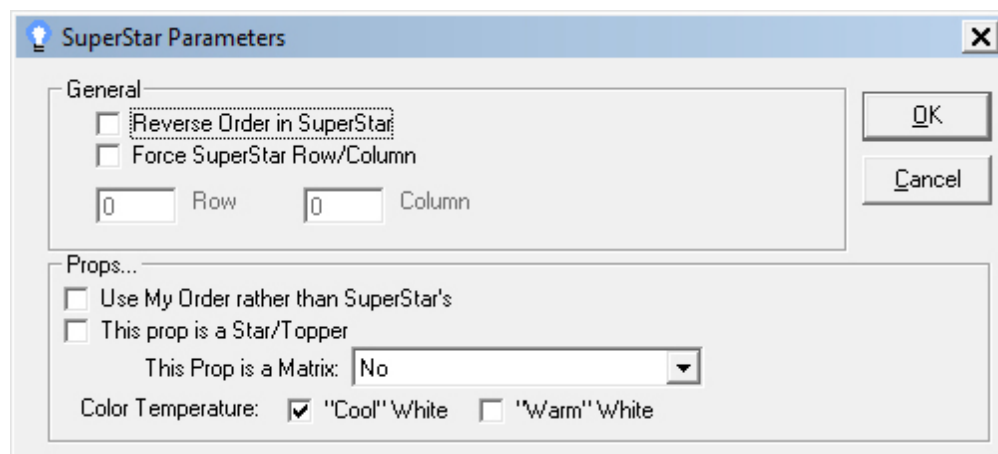 SuperStar Parameters
General
Reverse Order in SuperStar
Force SuperStar Row/Column
0 Row 0 Column
OK
Cancel
Props...
Use My Order rather than SuperStar's
This prop is a Star/Topper
This Prop is a Matrix: No
Color Temperature: "Cool" White "Warm" White